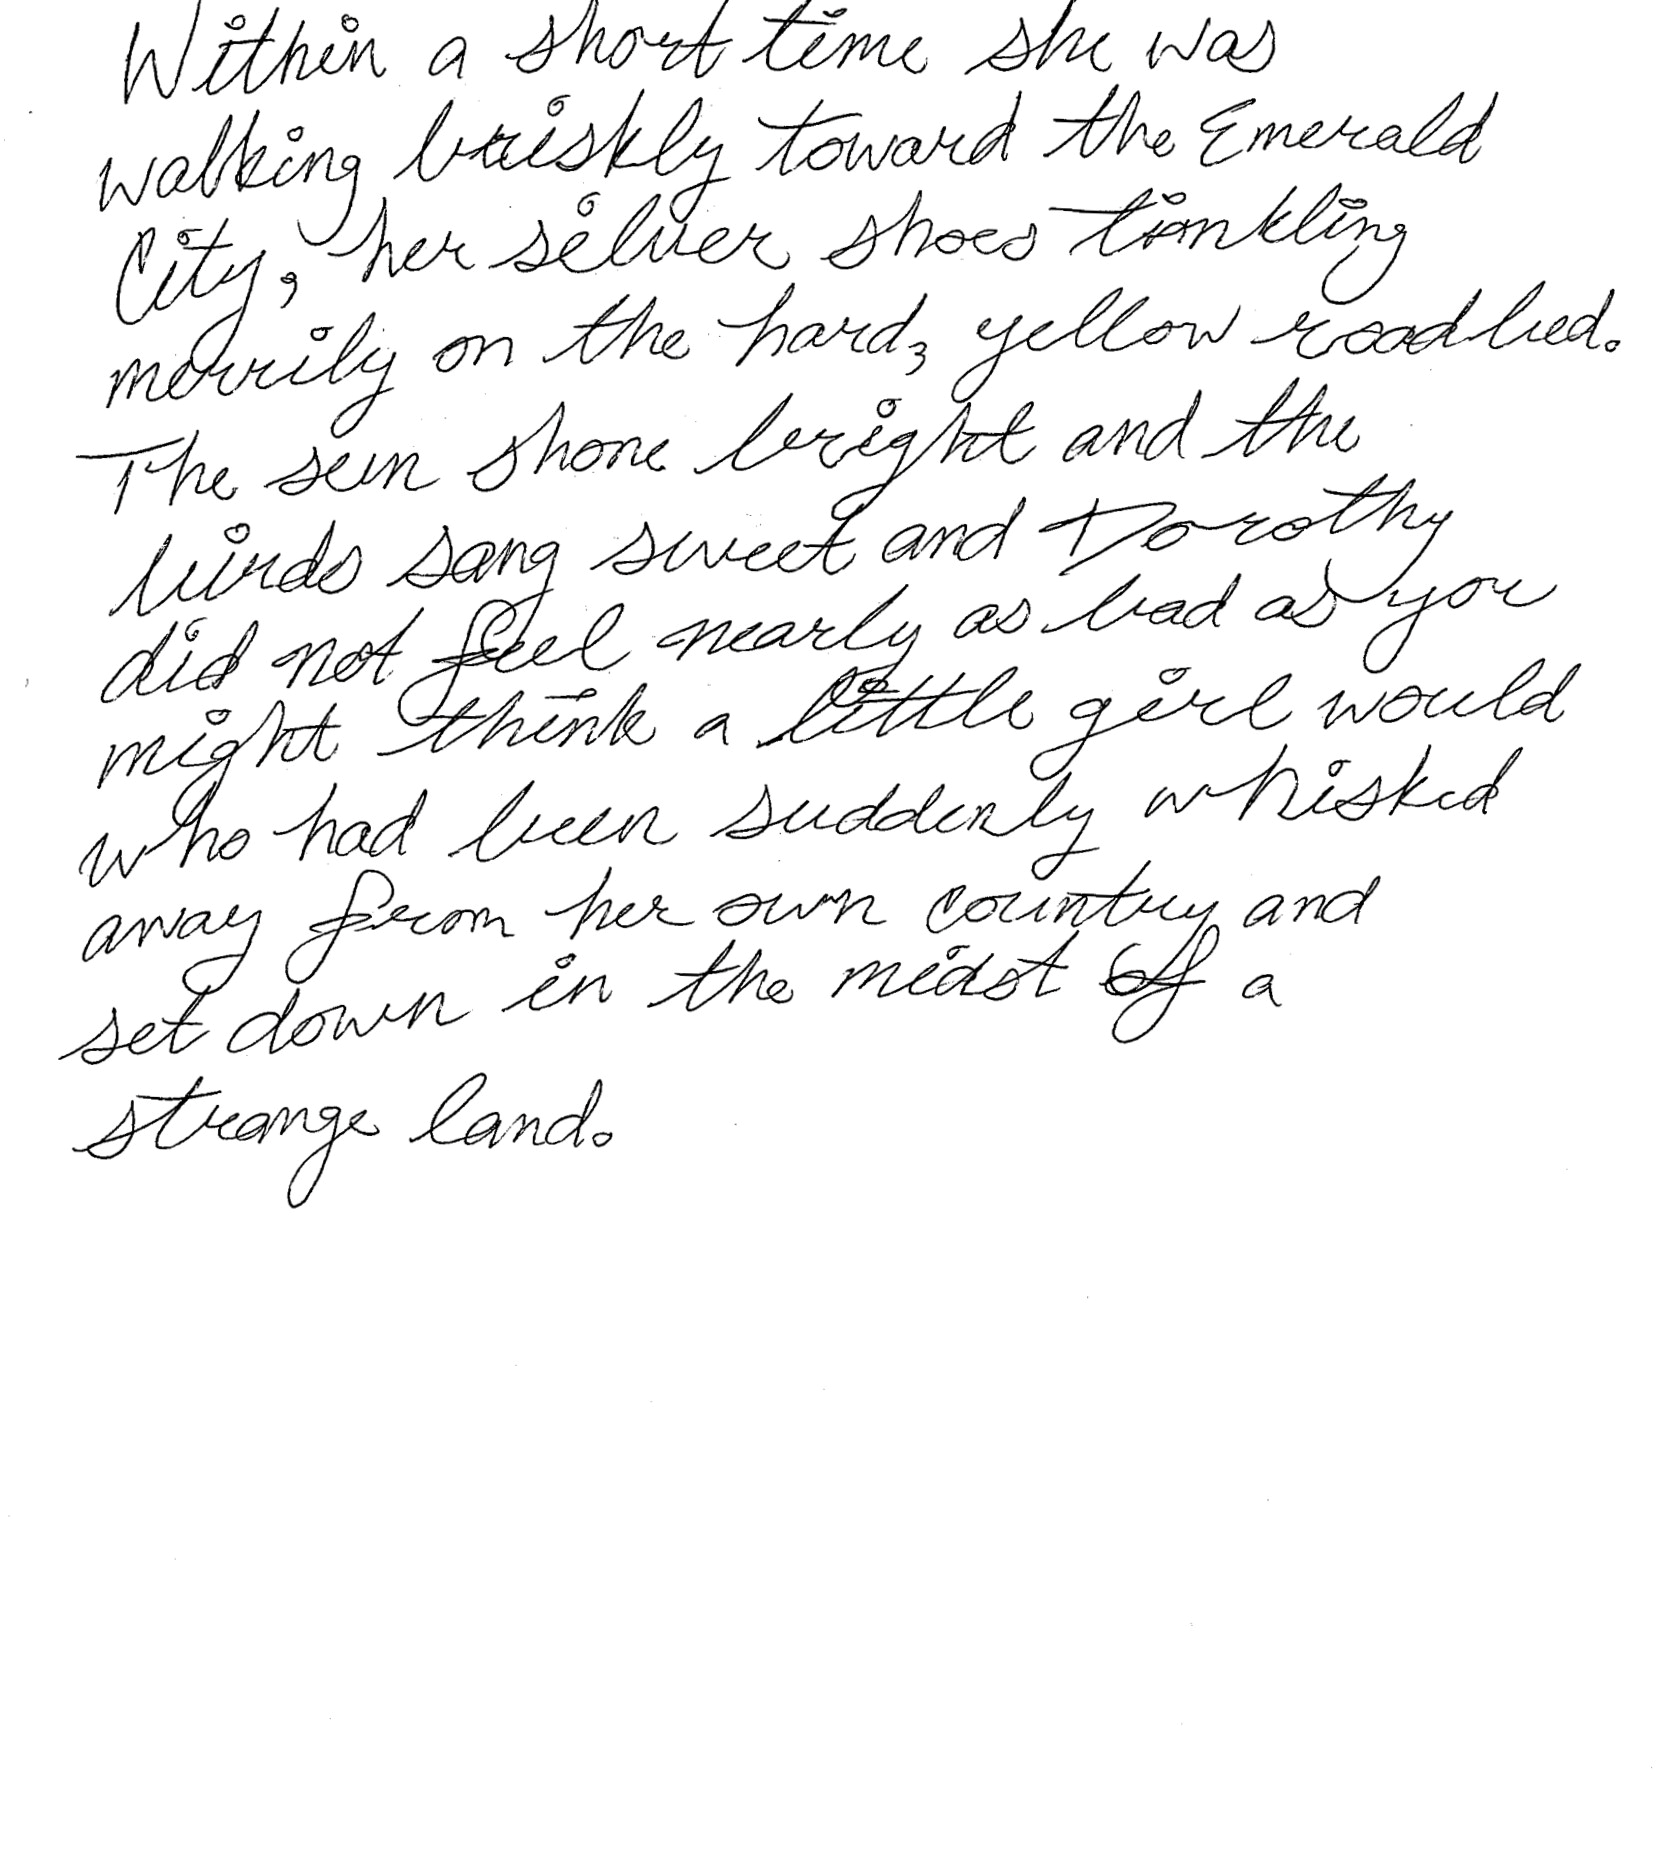 Within a short time she was
walking briskly toward the Emerald
City, her silver shoes tinkling
merrily on the hard, yellow roadbed.
The sun shone bright and the
birds sang sweet and Dorothy
did not feel nearly as bad as you
might think a little girl would
who had been suddenly whisked
away from her own country and
set down in the midst of a
strange land.